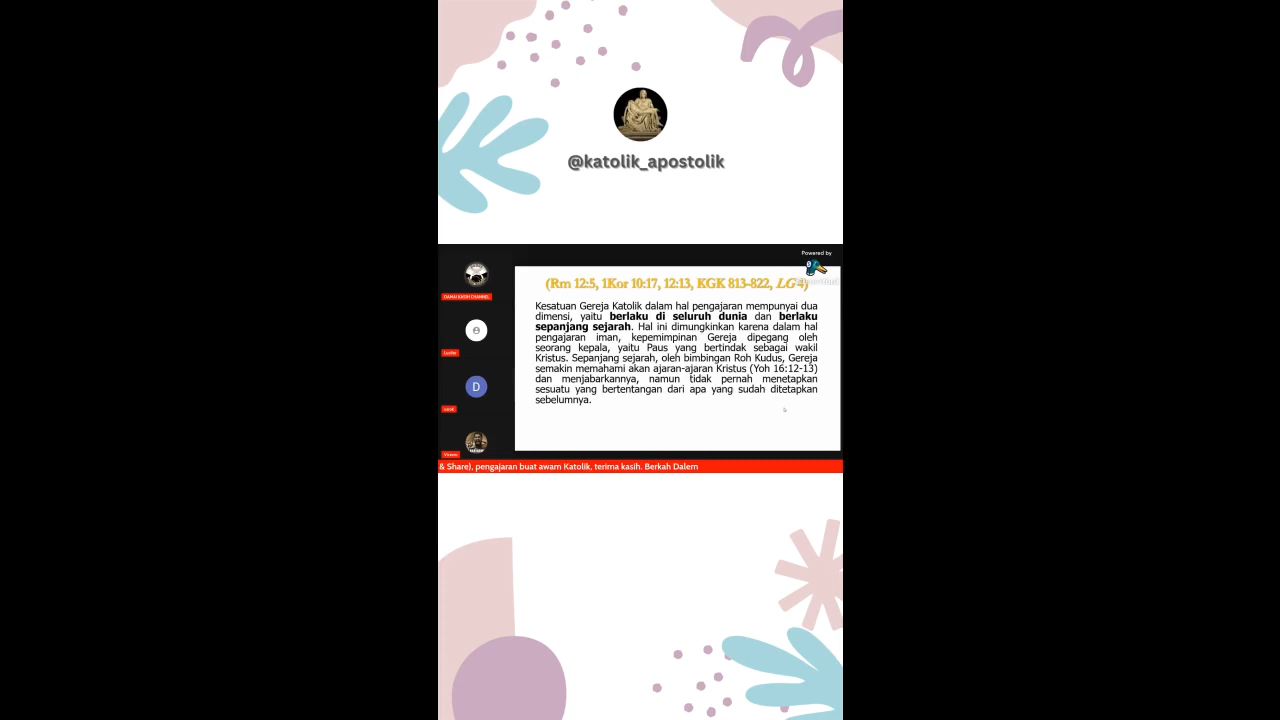 @katolik_apostolik
Powered by
(Rm 12:5, 1Kor 10:17, 12:13, KGK 813-822, LG 4)
DAMAI KASIH CHANNEL
Kesatuan Gereja Katolik dalam hal pengajaran mempunyai dua
dimensi, yaitu berlaku di seluruh dunia dan berlaku
sepanjang sejarah. Hal ini dimungkinkan karena dalam hal
pengajaran iman, kepemimpinan Gereja dipegang oleh
seorang kepala, yaitu Paus yang bertindak sebagai wakil
Kristus. Sepanjang sejarah, oleh bimbingan Roh Kudus, Gereja
semakin memahami akan ajaran-ajaran Kristus (Yoh 16:12-13)
dan menjabarkannya, namun tidak pernah menetapkan
sesuatu yang bertentangan dari apa yang sudah ditetapkan
sebelumnya.
D
& Share), pengajaran buat awam Katolik, terima kasih. Berkah Dalem